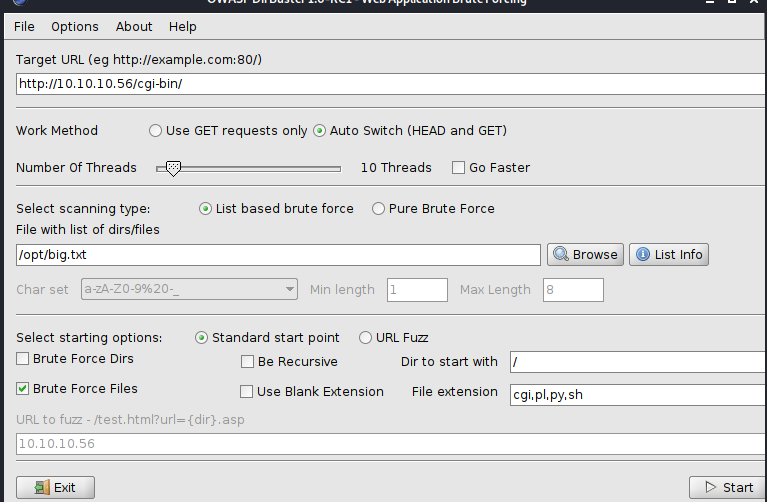 OWASP DirBuster 1.0-RC1 - Web Application Brute Forcing
File Options About Help
Target URL (eg http://example.com:80/)
http://10.10.10.56/cgi-bin/
Work Method Use GET requests only Auto Switch (HEAD and GET)
Number Of Threads 10 Threads Go Faster
Select scanning type: List based brute force Pure Brute Force
File with list of dirs/files
/opt/big.txt Browse List Info
Char set a-zA-Z0-9%20-_ Min length 1 Max Length 8
Select starting options: Standard start point URL Fuzz
Brute Force Dirs Be Recursive Dir to start with /
Brute Force Files Use Blank Extension File extension cgi,pl,py,sh
URL to fuzz - /test.html?url={dir}.asp
10.10.10.56
Exit Start